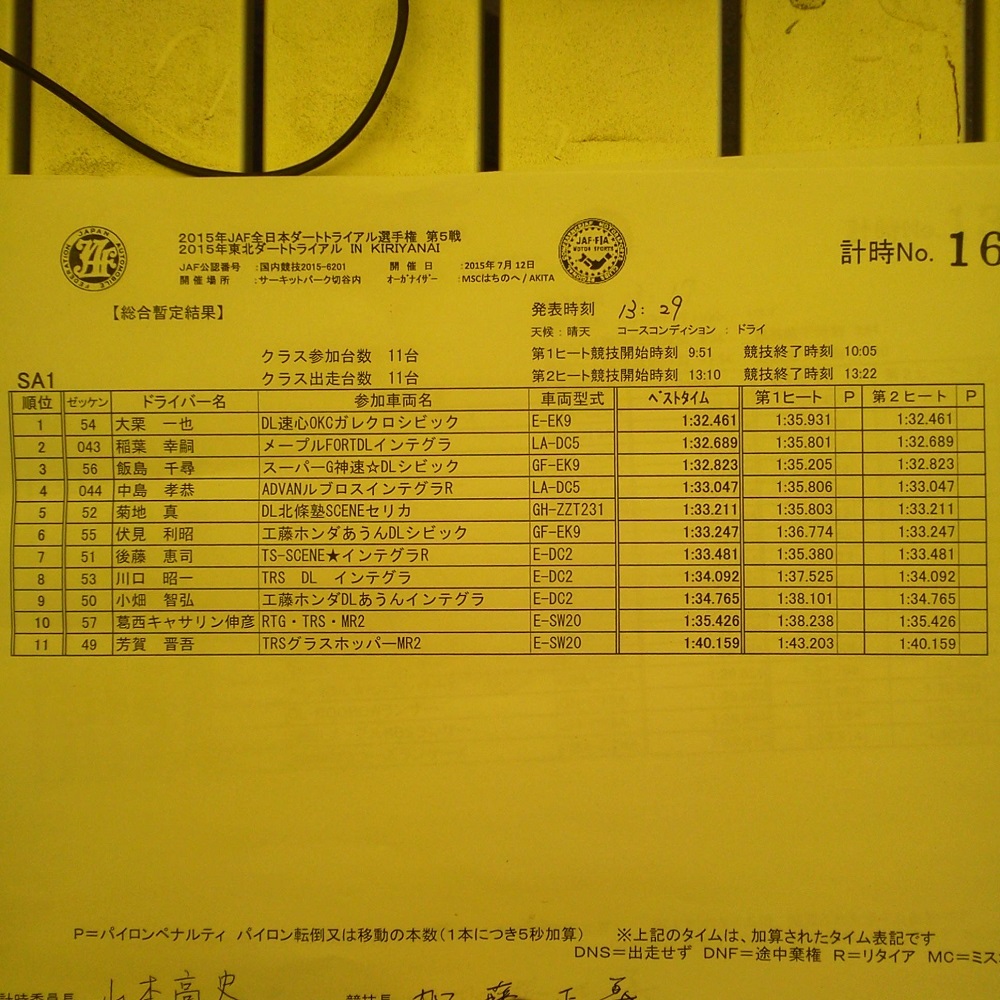 2015年JAF全日本ダートトライアル選手権 第5戦
2015年東北ダートトライアル IN KIRIYANAI
JAF公認番号 :国内競技2015-6201 開催日 :2015年7月12日
開催場所 :サーキットパーク切谷内 オーガナイザー :MSCはちのへ/AKITA
JAPAN AUTOMOBILE FEDERATION
JAF
JAF・FIA
MOTOR SPORTS
計時No. 16
【総合暫定結果】
発表時刻 13:29
天候:晴天 コースコンディション : ドライ
クラス参加台数 11台
第1ヒート競技開始時刻 9:51 競技終了時刻 10:05
SA1
クラス出走台数 11台
第2ヒート競技開始時刻 13:10 競技終了時刻 13:22
順位 ゼッケン ドライバー名 参加車両名 車両型式 ベストタイム 第1ヒート P 第2ヒート P
1 54 大栗 一也 DL速心OKCガレクロシビック E-EK9 1:32.461 1:35.931 1:32.461
2 043 稲葉 幸嗣 メープルFORTDLインテグラ LA-DC5 1:32.689 1:35.801 1:32.689
3 56 飯島 千尋 スーパーG神速☆DLシビック GF-EK9 1:32.823 1:35.205 1:32.823
4 044 中島 孝恭 ADVANルブロスインテグラR LA-DC5 1:33.047 1:35.806 1:33.047
5 52 菊地 真 DL北條塾SCENEセリカ GH-ZZT231 1:33.211 1:35.803 1:33.211
6 55 伏見 利昭 工藤ホンダあうんDLシビック GF-EK9 1:33.247 1:36.774 1:33.247
7 51 後藤 恵司 TS-SCENE★インテグラR E-DC2 1:33.481 1:35.380 1:33.481
8 53 川口 昭一 TRS DL インテグラ E-DC2 1:34.092 1:37.525 1:34.092
9 50 小畑 智弘 工藤ホンダDLあうんインテグラ E-DC2 1:34.765 1:38.101 1:34.765
10 57 葛西キャサリン伸彦 RTG・TRS・MR2 E-SW20 1:35.426 1:38.238 1:35.426
11 49 芳賀 晋吾 TRSグラスホッパーMR2 E-SW20 1:40.159 1:43.203 1:40.159
P=パイロンペナルティ パイロン転倒又は移動の本数(1本につき5秒加算) ※上記のタイムは、加算されたタイム表記です
DNS=出走せず DNF=途中棄権 R=リタイア MC=ミス
計時委員長 山本高史 競技長